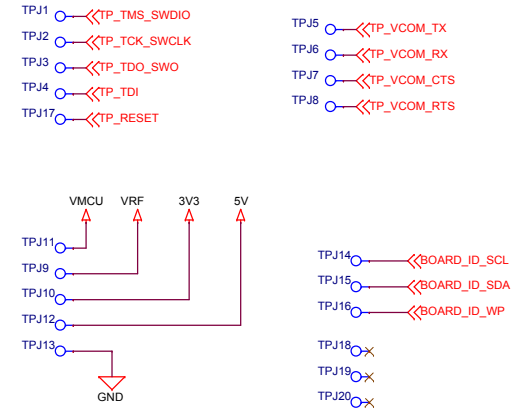 TPJ1 TP_TMS_SWDIO
TPJ2 TP_TCK_SWCLK
TPJ3 TP_TDO_SWO
TPJ4 TP_TDI
TPJ17 TP_RESET
TPJ5 TP_VCOM_TX
TPJ6 TP_VCOM_RX
TPJ7 TP_VCOM_CTS
TPJ8 TP_VCOM_RTS
VMCU VRF 3V3 5V
TPJ11
TPJ9
TPJ10
TPJ12
TPJ13
GND
TPJ14 BOARD_ID_SCL
TPJ15 BOARD_ID_SDA
TPJ16 BOARD_ID_WP
TPJ18
TPJ19
TPJ20